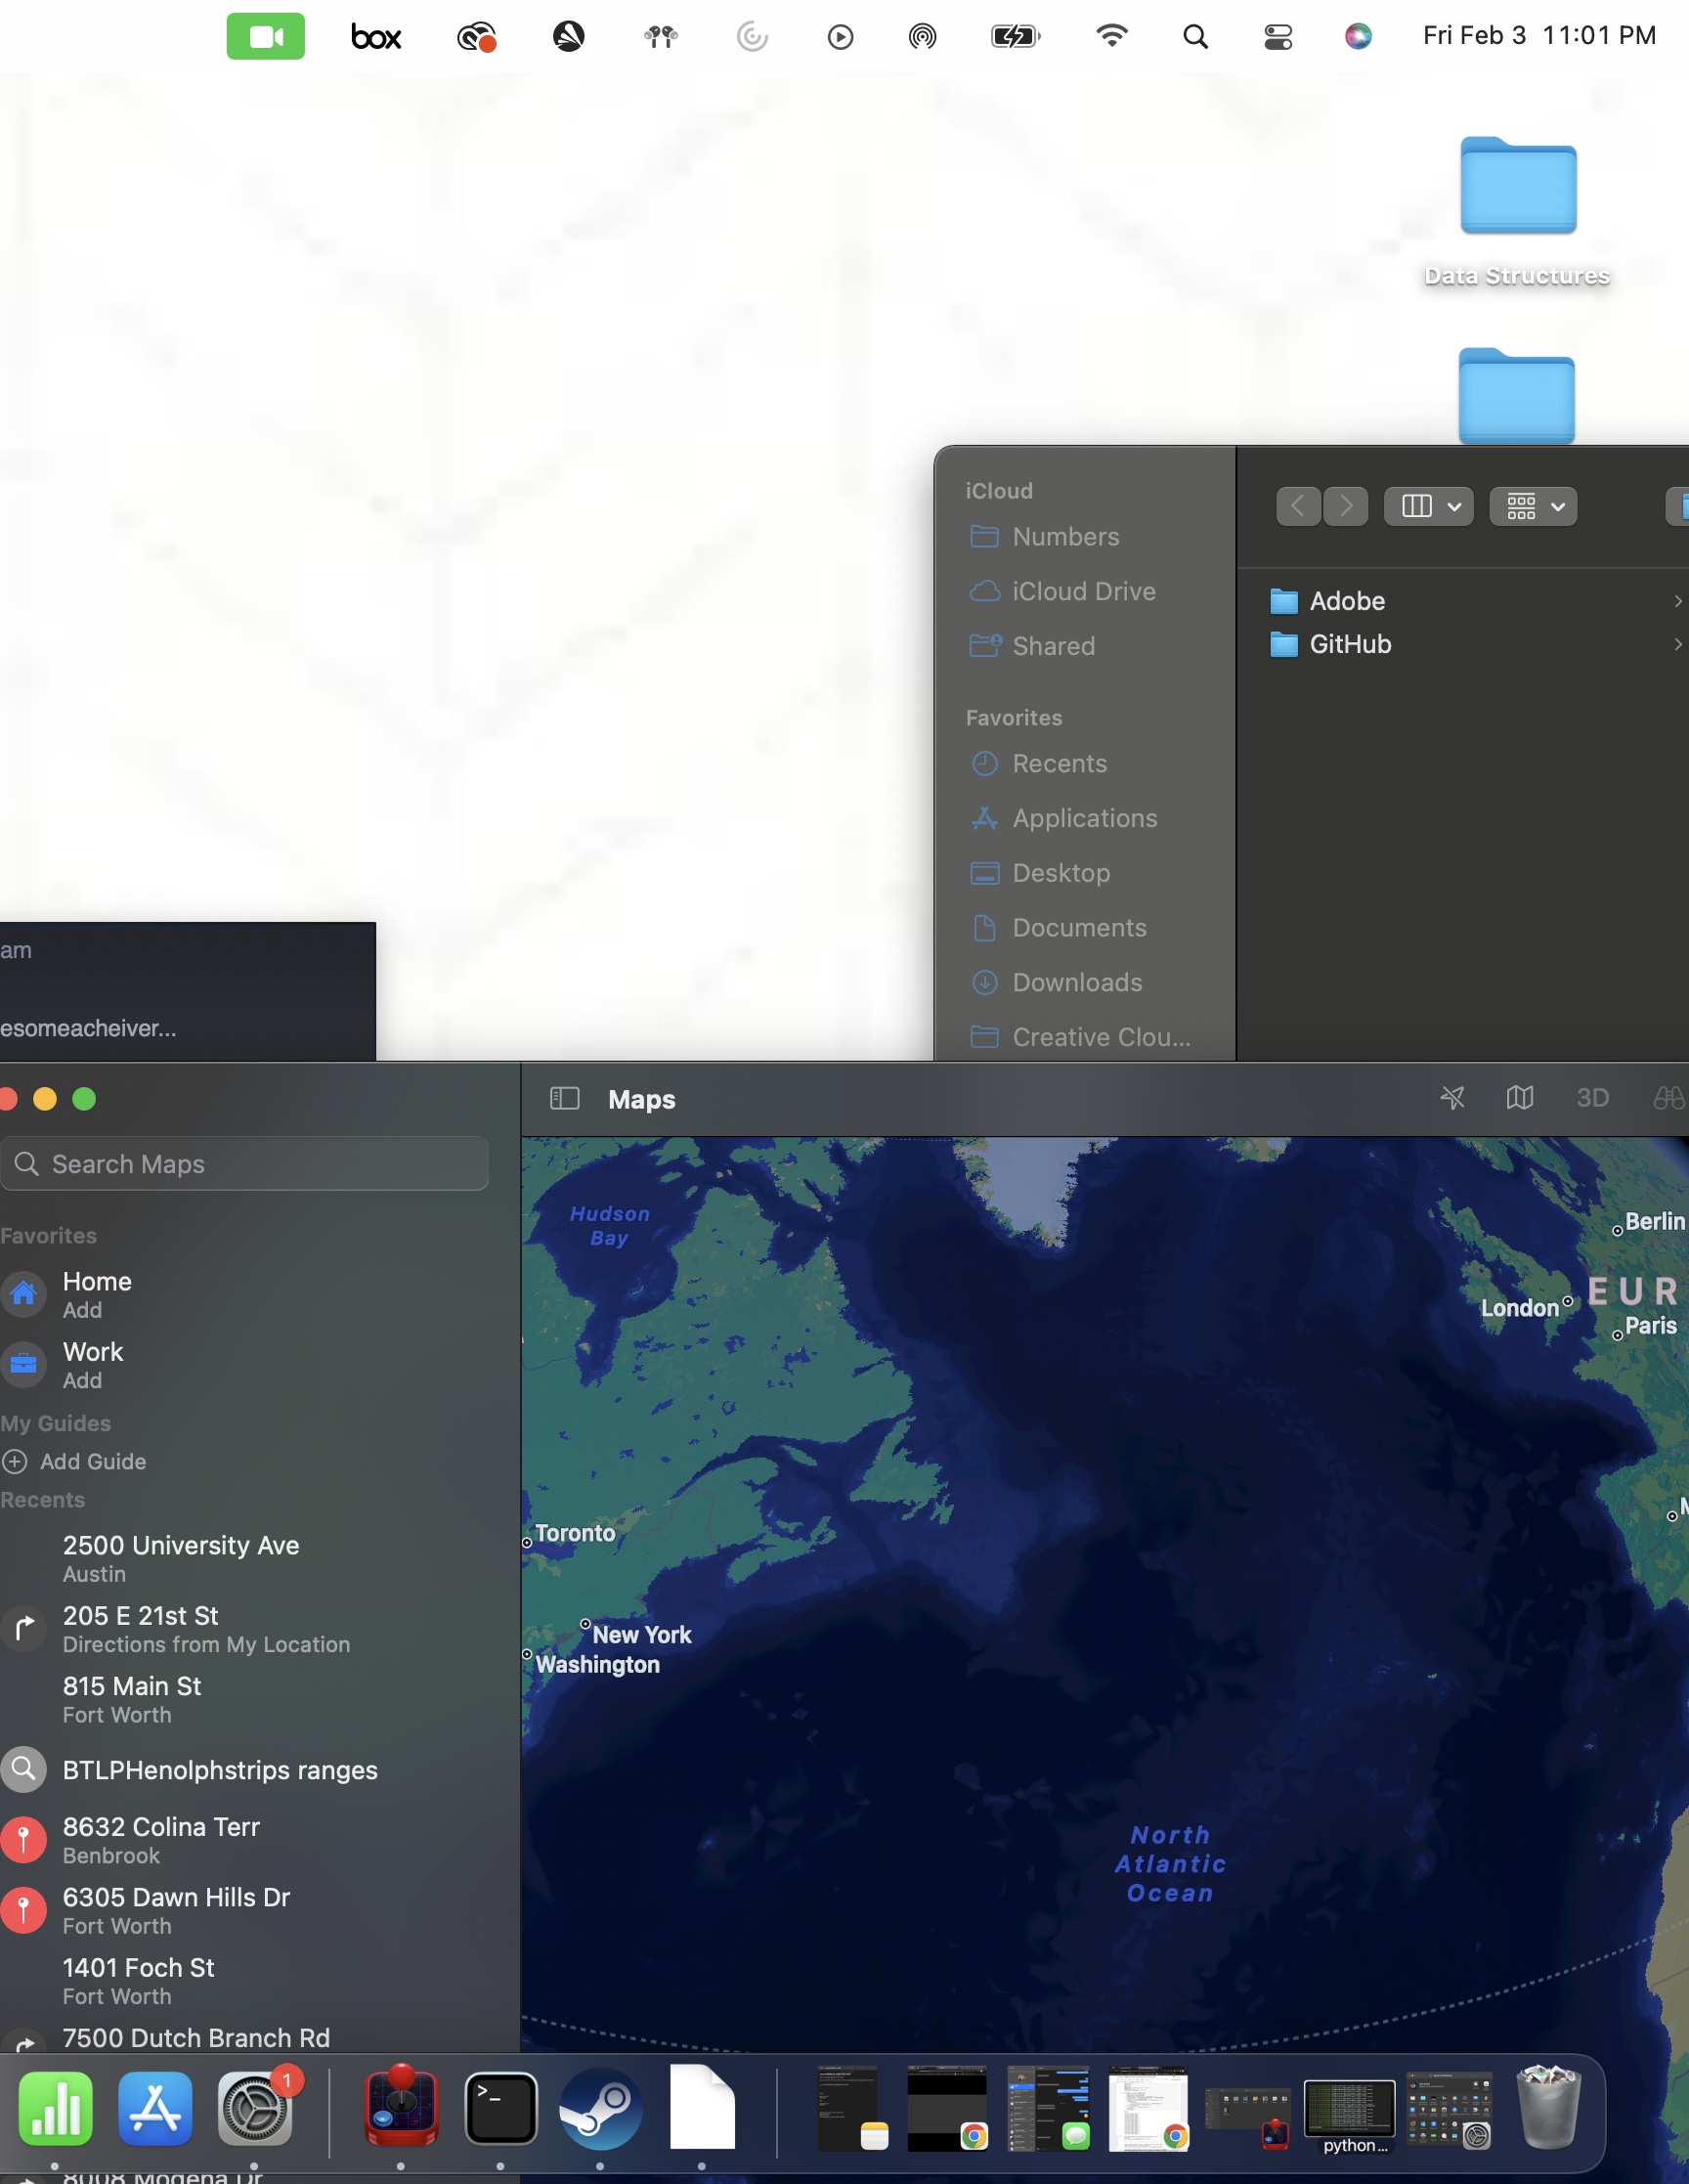 box
Fri Feb 3 11:01 PM
Data Structures
iCloud
Numbers
iCloud Drive
Shared
Favorites
Recents
Applications
Desktop
Documents
Downloads
Creative Clou...
Adobe
GitHub
am
esomeacheiver...
Maps
3D
Search Maps
Favorites
Home
Add
Work
Add
My Guides
Add Guide
Recents
2500 University Ave
Austin
205 E 21st St
Directions from My Location
815 Main St
Fort Worth
BTLPHenolphstrips ranges
8632 Colina Terr
Benbrook
6305 Dawn Hills Dr
Fort Worth
1401 Foch St
Fort Worth
7500 Dutch Branch Rd
8008 Modena Dr
Hudson
Bay
Berlin
EUR
London
Paris
M
Toronto
New York
Washington
North
Atlantic
Ocean
1
>_
python...